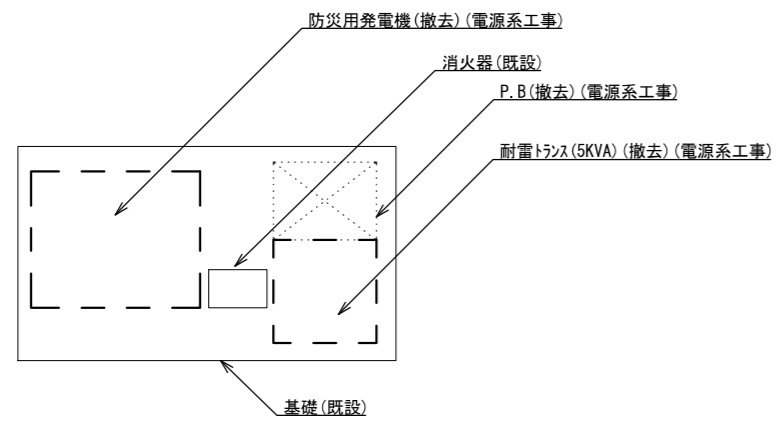 防災用発電機(撤去)(電源系工事)
消火器(既設)
P.B(撤去)(電源系工事)
耐雷ﾄﾗﾝｽ(5KVA)(撤去)(電源系工事)
基礎(既設)